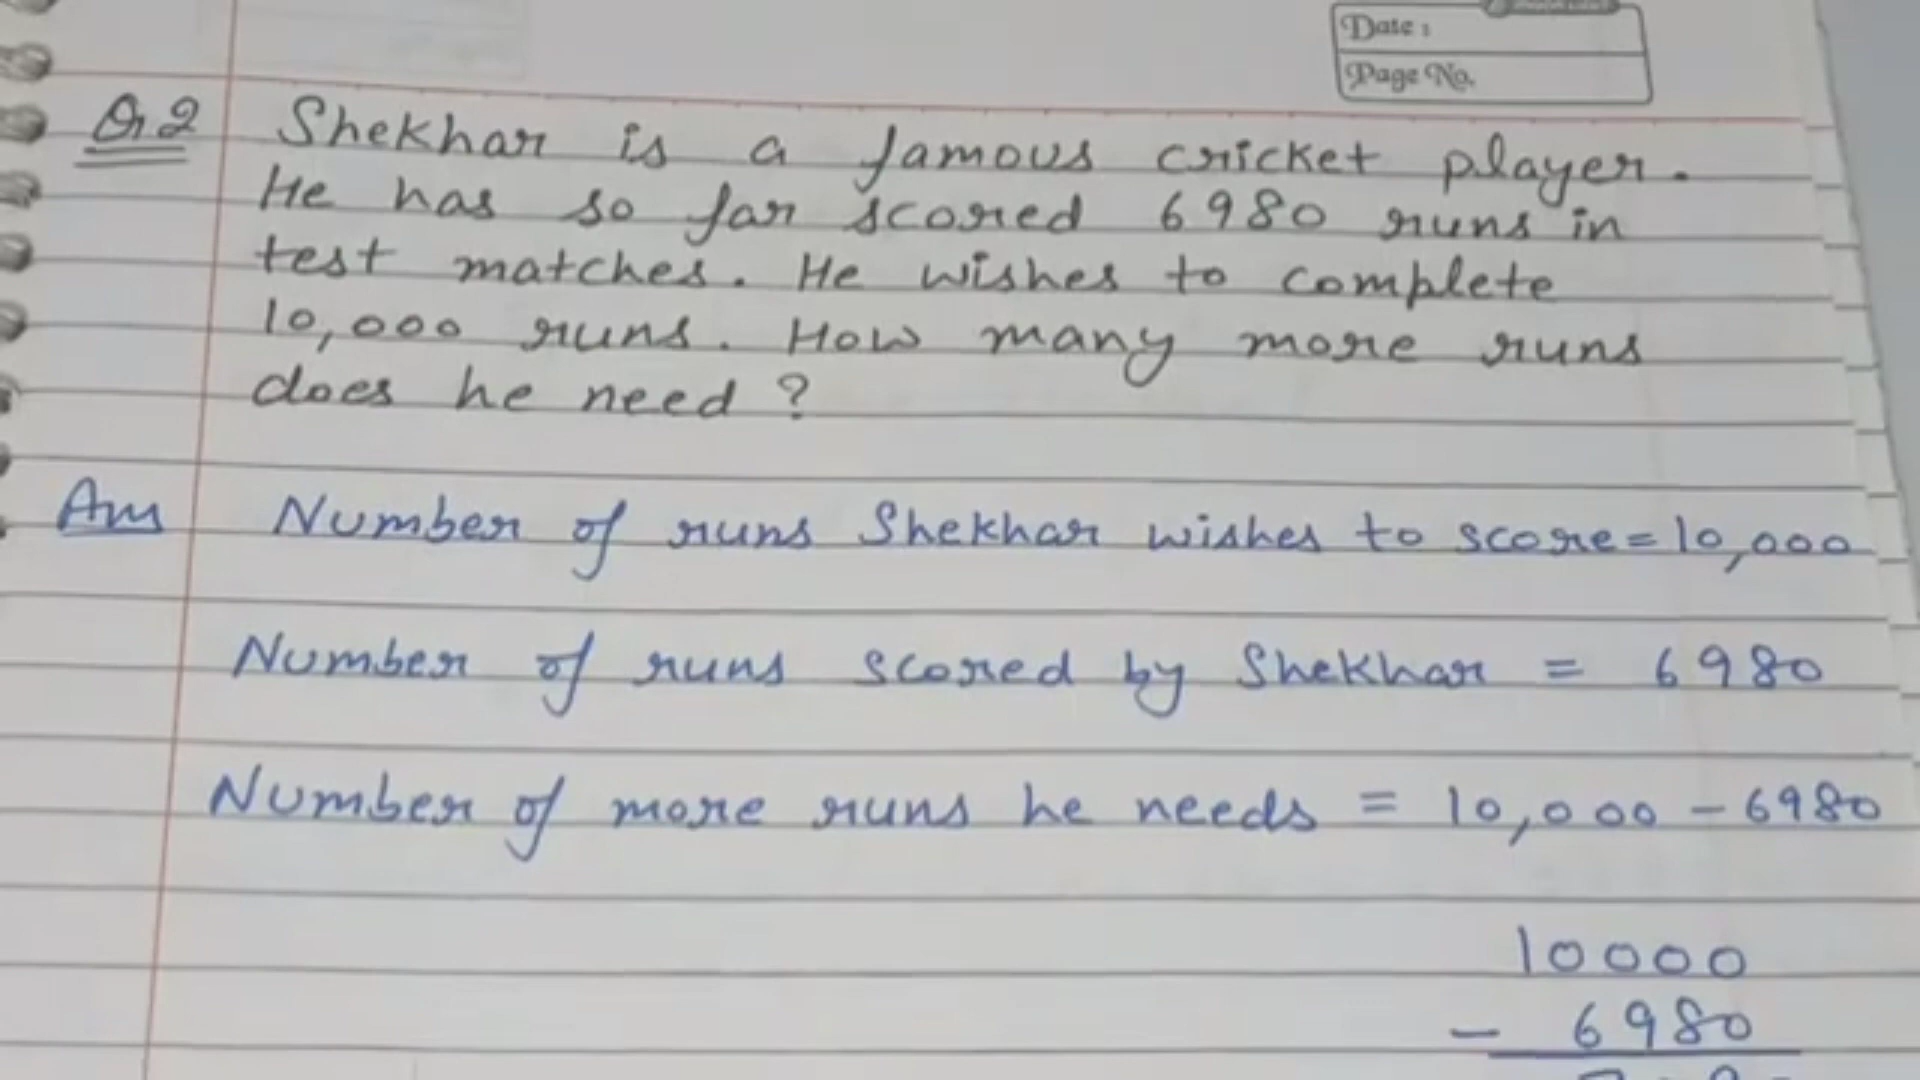 Date :
Page No.
Q.2 Shekhar is a famous cricket player.
He has so far scored 6980 runs in
test matches. He wishes to complete
10,000 runs. How many more runs
does he need ?
Ans Number of runs Shekhar wishes to score = 10,000
Number of runs scored by Shekhar = 6980
Number of more runs he needs = 10,000 - 6980
10000
- 6980